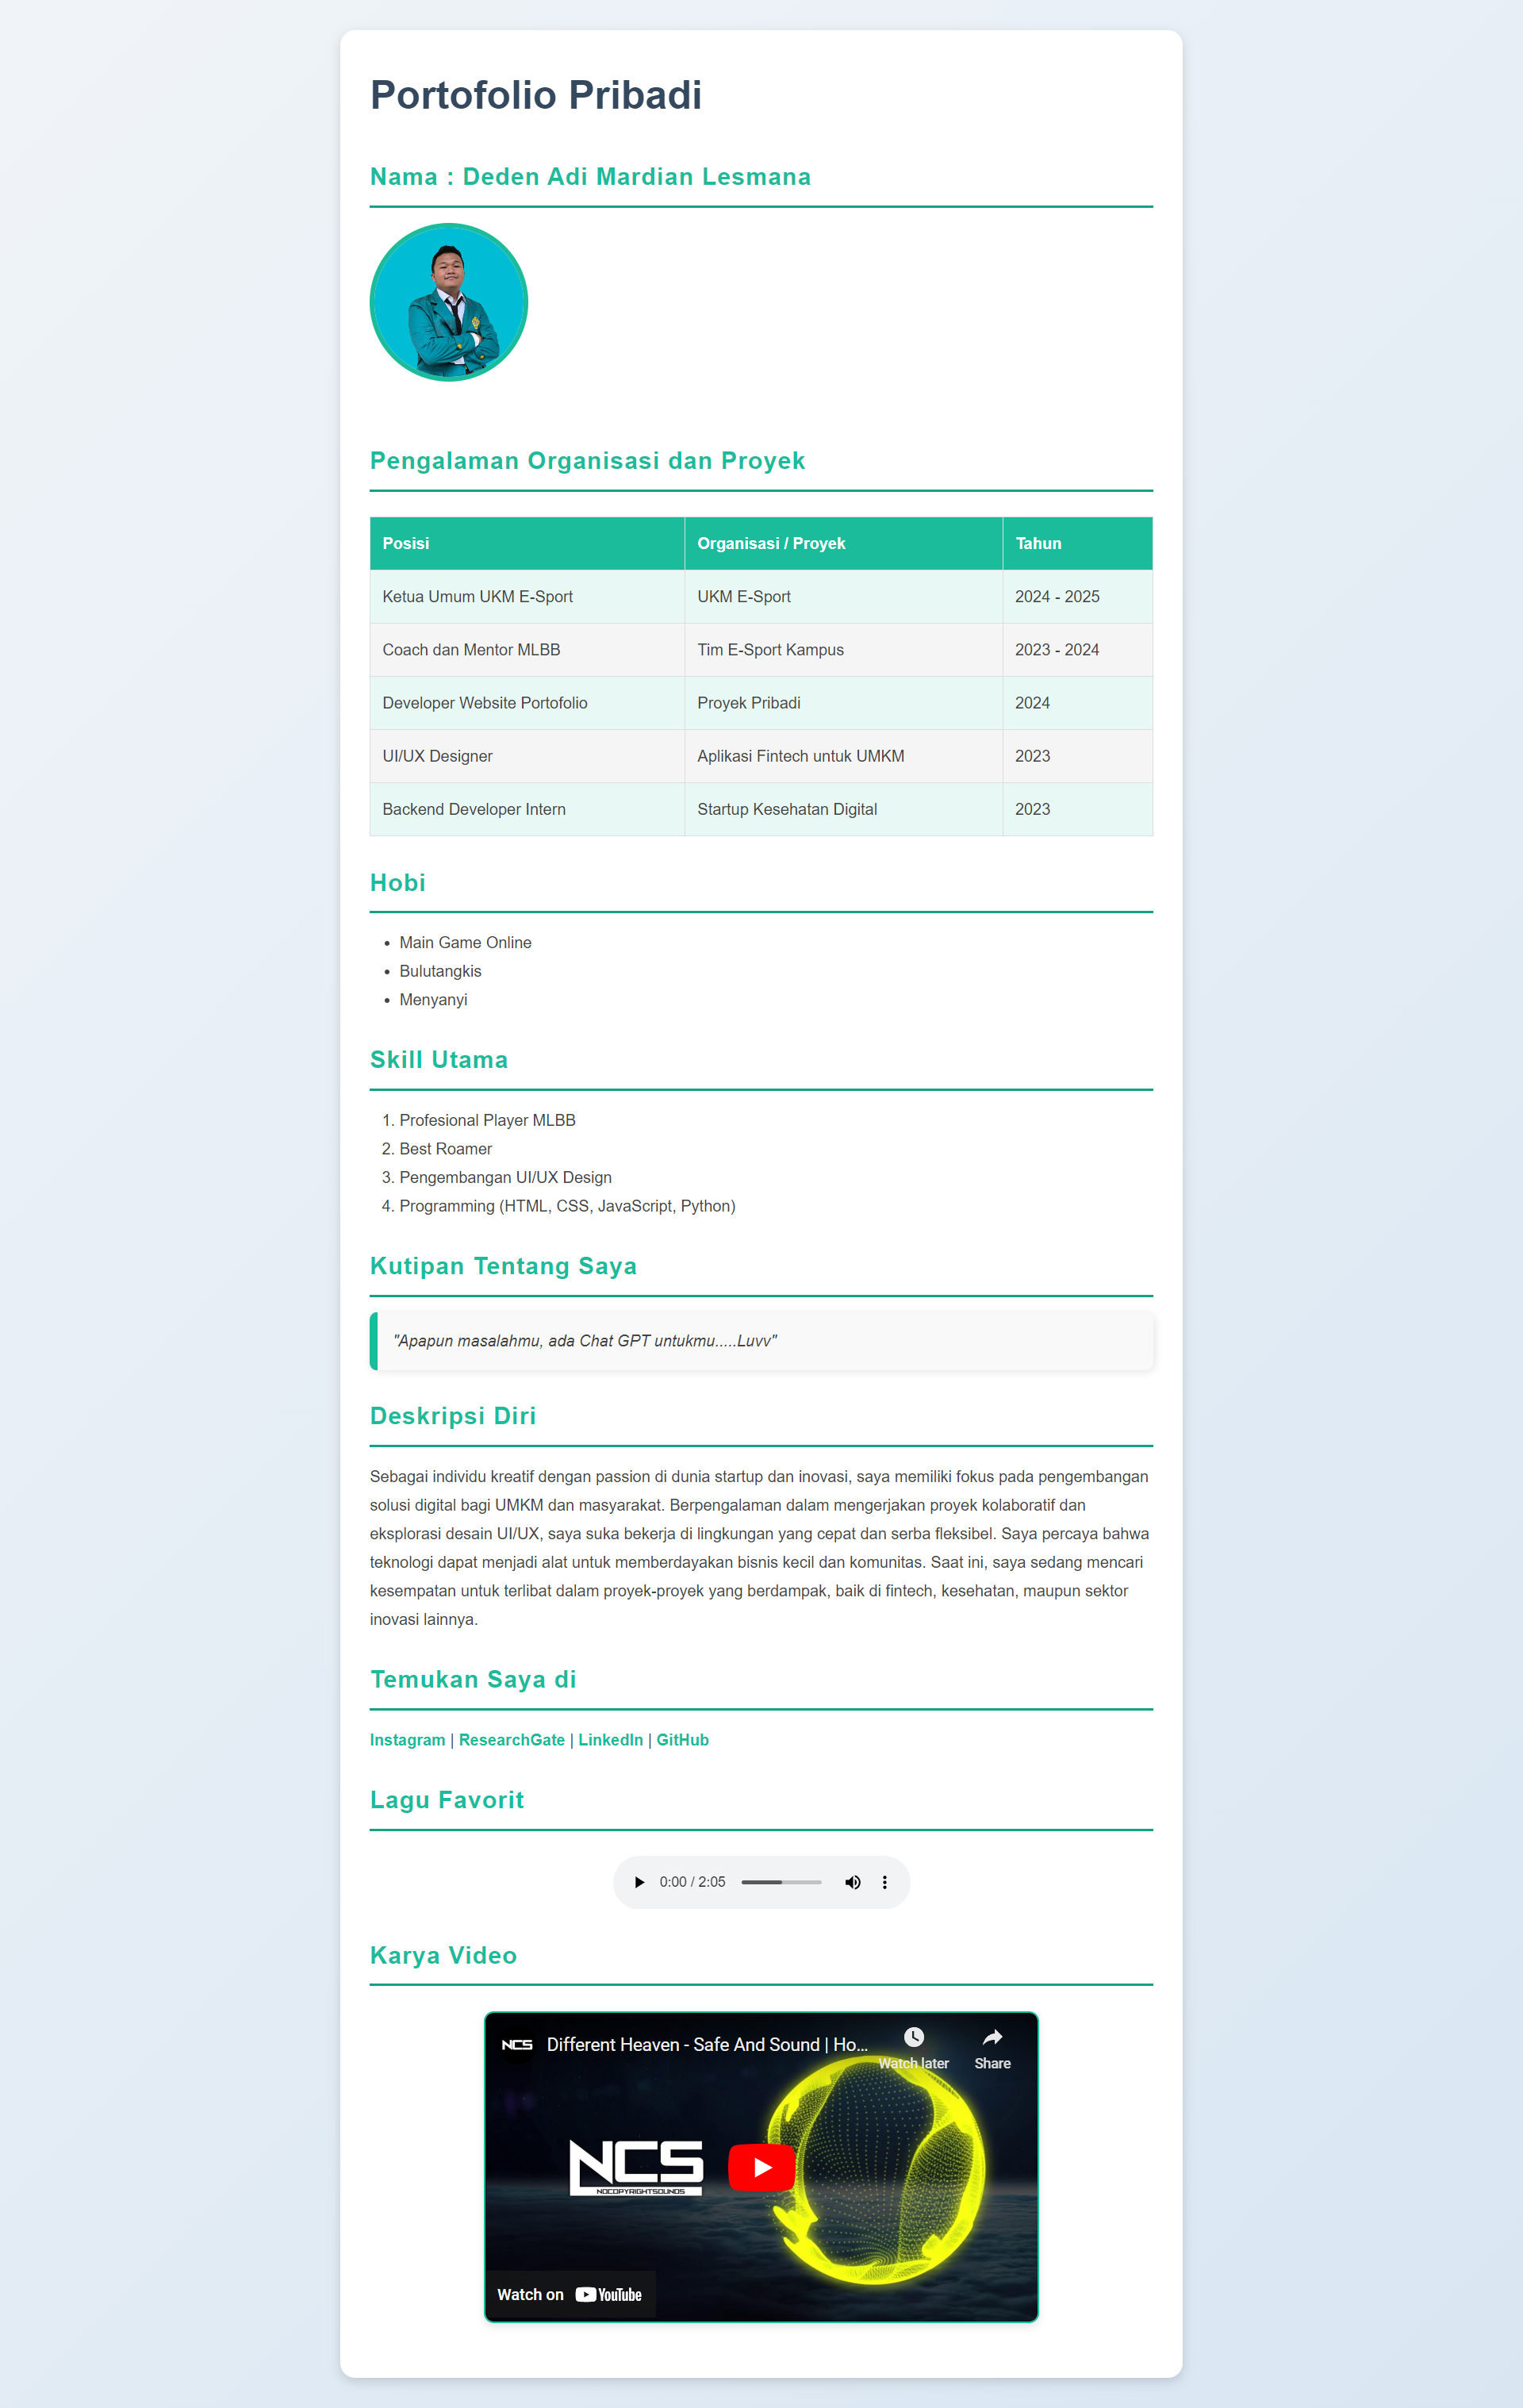 Portofolio Pribadi
Nama : Deden Adi Mardian Lesmana
Pengalaman Organisasi dan Proyek
Posisi Organisasi / Proyek Tahun
Ketua Umum UKM E-Sport UKM E-Sport 2024 - 2025
Coach dan Mentor MLBB Tim E-Sport Kampus 2023 - 2024
Developer Website Portofolio Proyek Pribadi 2024
UI/UX Designer Aplikasi Fintech untuk UMKM 2023
Backend Developer Intern Startup Kesehatan Digital 2023
Hobi
• Main Game Online
• Bulutangkis
• Menyanyi
Skill Utama
1. Profesional Player MLBB
2. Best Roamer
3. Pengembangan UI/UX Design
4. Programming (HTML, CSS, JavaScript, Python)
Kutipan Tentang Saya
"Apapun masalahmu, ada Chat GPT untukmu.....Luvv"
Deskripsi Diri
Sebagai individu kreatif dengan passion di dunia startup dan inovasi, saya memiliki fokus pada pengembangan
solusi digital bagi UMKM dan masyarakat. Berpengalaman dalam mengerjakan proyek kolaboratif dan
eksplorasi desain UI/UX, saya suka bekerja di lingkungan yang cepat dan serba fleksibel. Saya percaya bahwa
teknologi dapat menjadi alat untuk memberdayakan bisnis kecil dan komunitas. Saat ini, saya sedang mencari
kesempatan untuk terlibat dalam proyek-proyek yang berdampak, baik di fintech, kesehatan, maupun sektor
inovasi lainnya.
Temukan Saya di
Instagram | ResearchGate | LinkedIn | GitHub
Lagu Favorit
0:00 / 2:05
Karya Video
NCS Different Heaven - Safe And Sound | Ho...
Watch later Share
NCS
NOCOPYRIGHTSOUNDS
Watch on YouTube